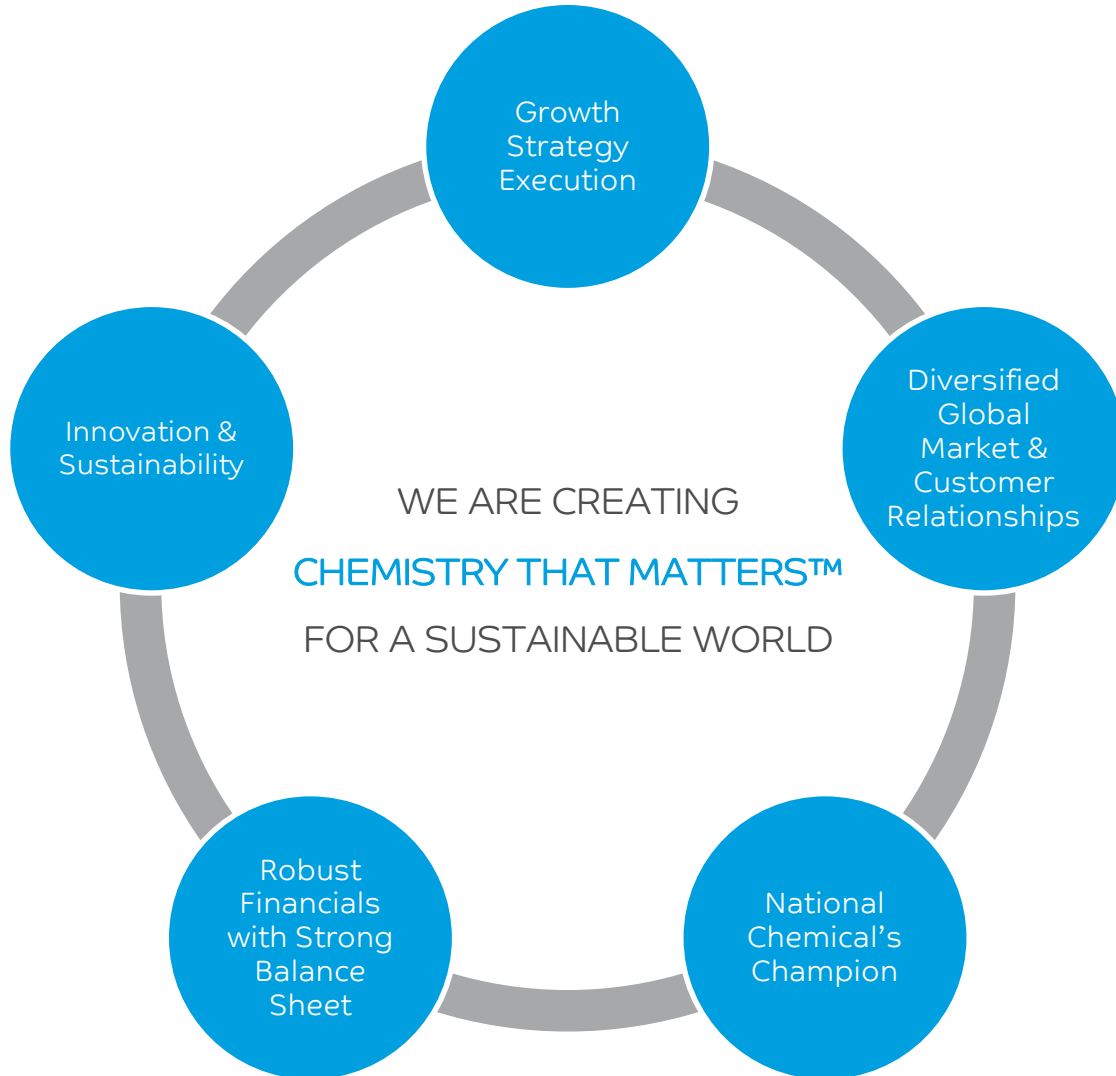 Growth
Strategy
Execution
Diversified
Global
Market &
Customer
Relationships
Innovation &
Sustainability
WE ARE CREATING
CHEMISTRY THAT MATTERS™
FOR A SUSTAINABLE WORLD
Robust
Financials
with Strong
Balance
Sheet
National
Chemical’s
Champion